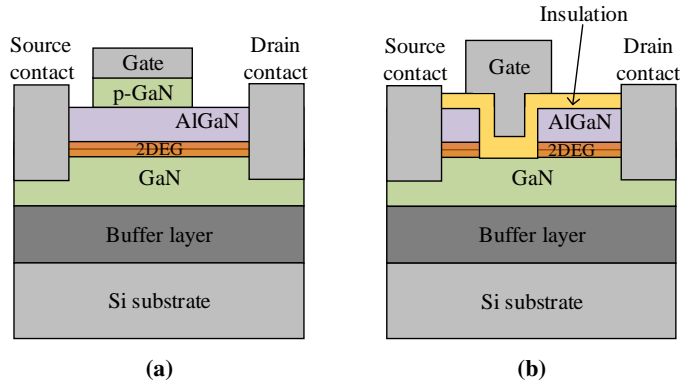 Source
contact
Gate
p-GaN
Drain
contact
AlGaN
2DEG
GaN
Buffer layer
Si substrate
(a)
Insulation
Source
contact
Gate
Drain
contact
AlGaN
2DEG
GaN
Buffer layer
Si substrate
(b)